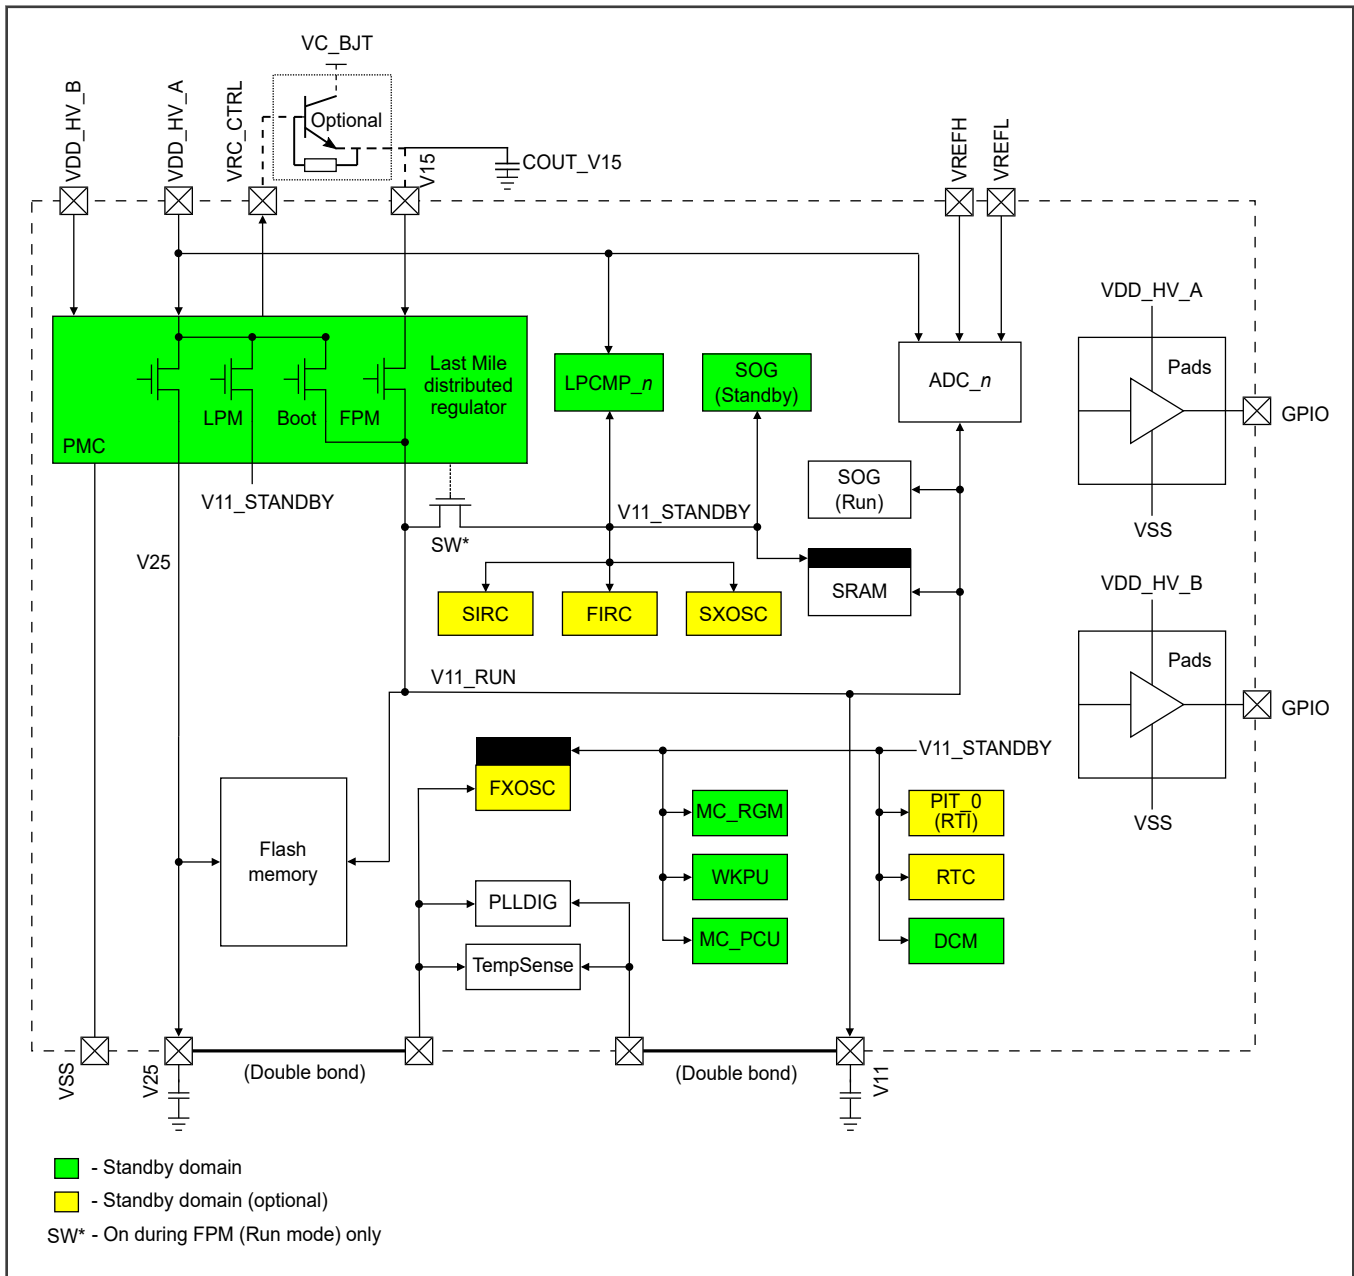 VC_BJT
VDD_HV_B
VDD_HV_A
VRC_CTRL
Optional
V15
COUT_V15
VREFH
VREFL
VDD_HV_A
Pads
GPIO
VSS
Last Mile
distributed
regulator
LPM
Boot
FPM
PMC
LPCMP_n
SOG
(Standby)
ADC_n
SOG
(Run)
V11_STANDBY
V11_STANDBY
SW*
V25
SIRC
FIRC
SXOSC
SRAM
VDD_HV_B
Pads
GPIO
VSS
V11_RUN
V11_STANDBY
FXOSC
MC_RGM
PIT_0
(RTI)
Flash
memory
WKPU
RTC
PLLDIG
MC_PCU
DCM
TempSense
VSS
V25
(Double bond)
(Double bond)
V11
- Standby domain
- Standby domain (optional)
SW* - On during FPM (Run mode) only